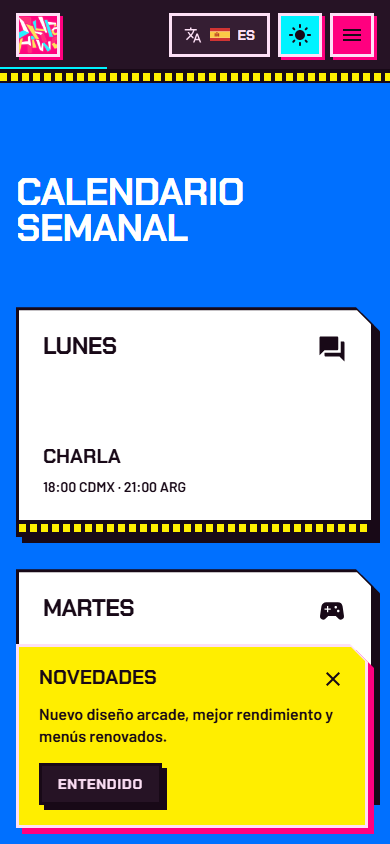 ES
CALENDARIO
SEMANAL
LUNES
CHARLA
18:00 CDMX · 21:00 ARG
MARTES
NOVEDADES
Nuevo diseño arcade, mejor rendimiento y
menús renovados.
ENTENDIDO